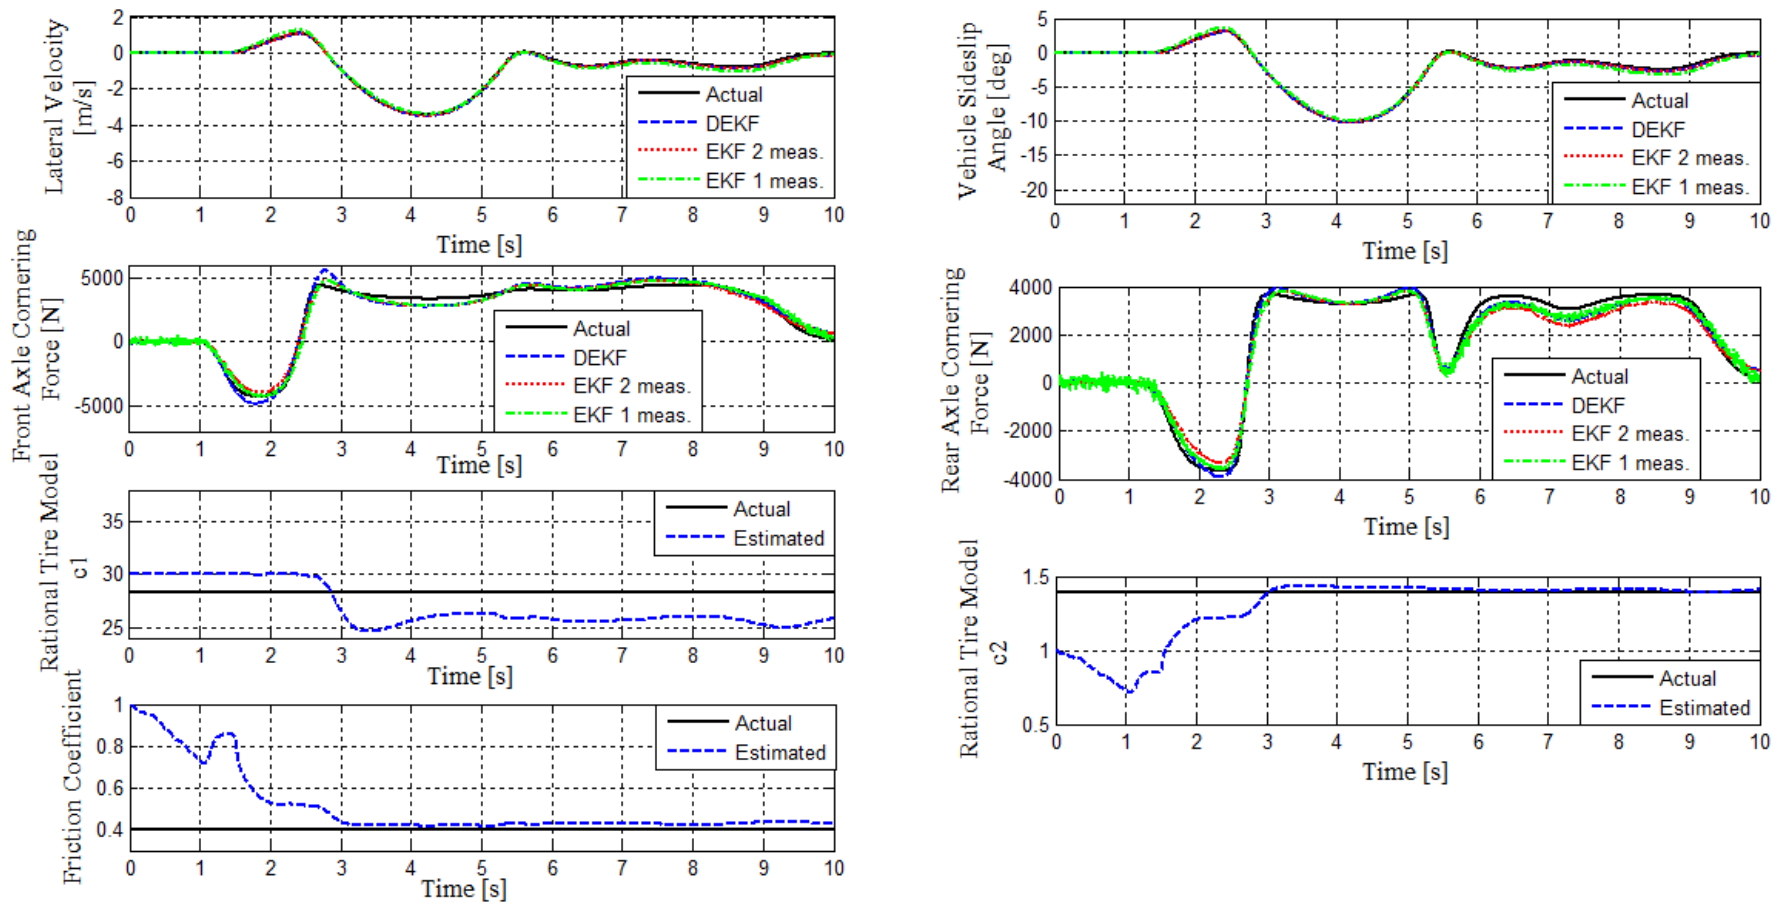 Lateral Velocity
[m/s]
2
0
-2
-4
-6
-8
Actual
DEKF
EKF 2 meas.
EKF 1 meas.
0 1 2 3 4 5 6 7 8 9 10
Time [s]
Vehicle Sideslip
Angle [deg]
5
0
-5
-10
-15
-20
Actual
DEKF
EKF 2 meas.
EKF 1 meas.
0 1 2 3 4 5 6 7 8 9 10
Time [s]
Front Axle Cornering
Force [N]
5000
0
-5000
Actual
DEKF
EKF 2 meas.
EKF 1 meas.
0 1 2 3 4 5 6 7 8 9 10
Time [s]
Rear Axle Cornering
Force [N]
4000
2000
0
-2000
-4000
Actual
DEKF
EKF 2 meas.
EKF 1 meas.
0 1 2 3 4 5 6 7 8 9 10
Time [s]
Rational Tire Model
c1
35
30
25
Actual
Estimated
0 1 2 3 4 5 6 7 8 9 10
Time [s]
Rational Tire Model
c2
1.5
1
0.5
Actual
Estimated
0 1 2 3 4 5 6 7 8 9 10
Time [s]
Friction Coefficient
1
0.8
0.6
0.4
Actual
Estimated
0 1 2 3 4 5 6 7 8 9 10
Time [s]